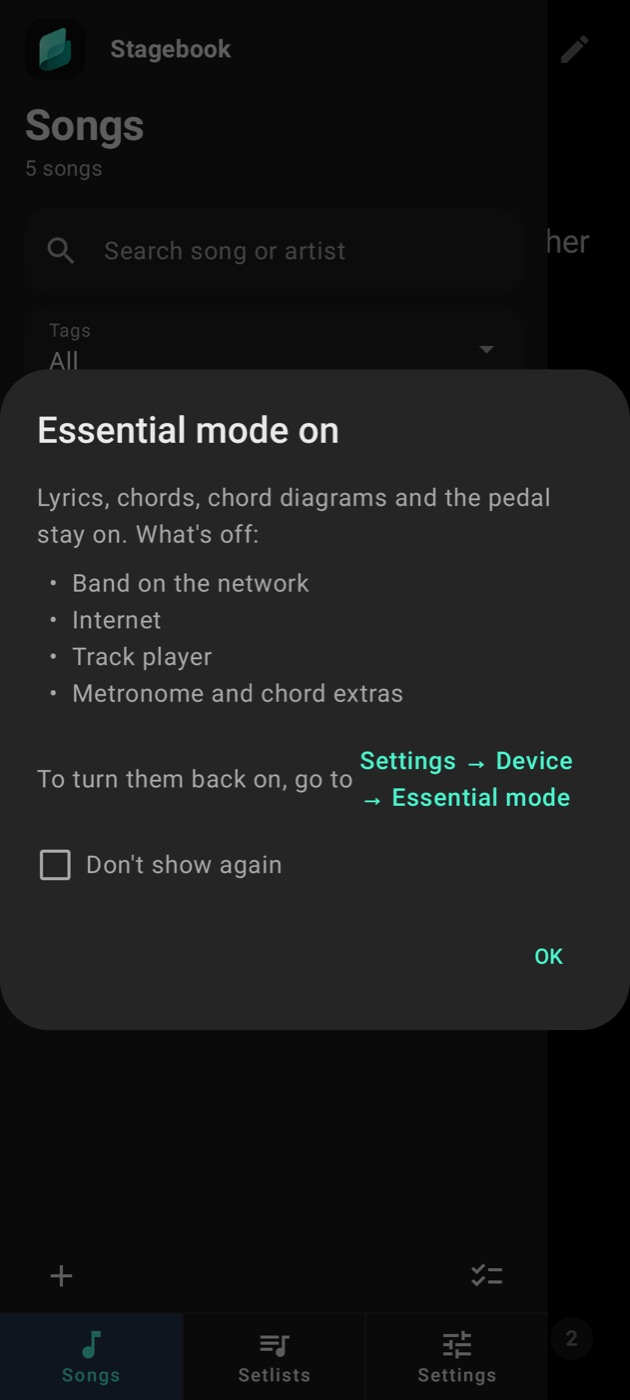 Stagebook
Songs
5 songs
her
Search song or artist
Tags
All
Essential mode on
Lyrics, chords, chord diagrams and the pedal
stay on. What's off:
• Band on the network
• Internet
• Track player
• Metronome and chord extras
To turn them back on, go to Settings → Device
→ Essential mode
Don't show again
OK
2
Songs
Setlists
Settings